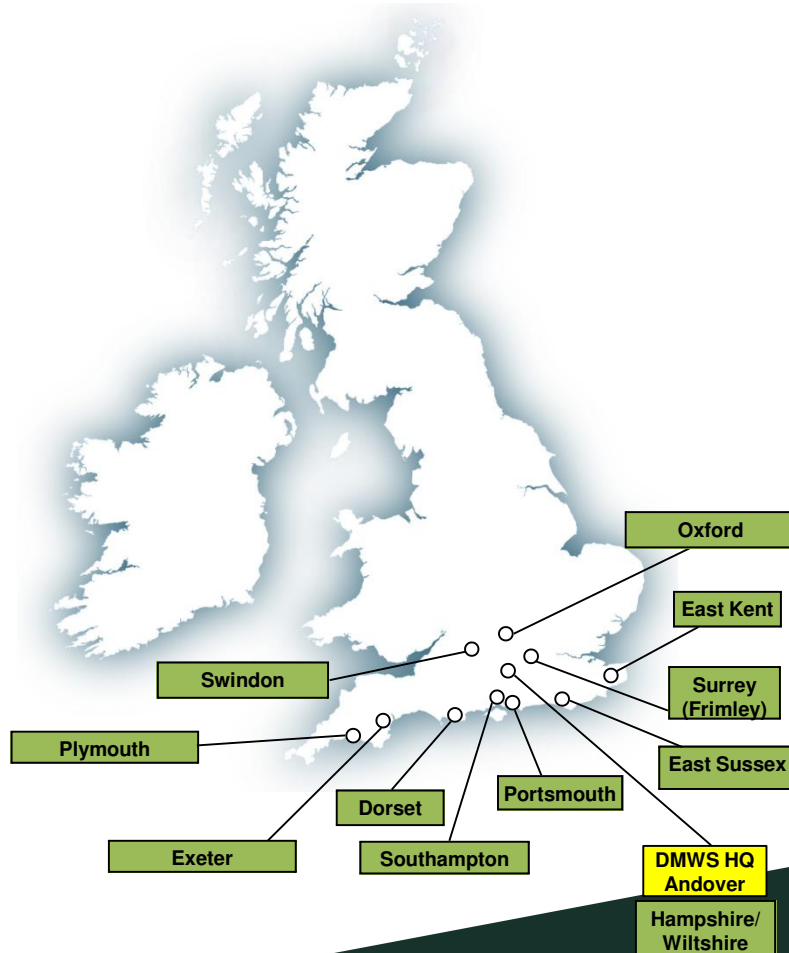 Oxford
East Kent
Swindon
Surrey
(Frimley)
Plymouth
East Sussex
Dorset
Portsmouth
Exeter
Southampton
DMWS HQ
Andover
Hampshire/
Wiltshire